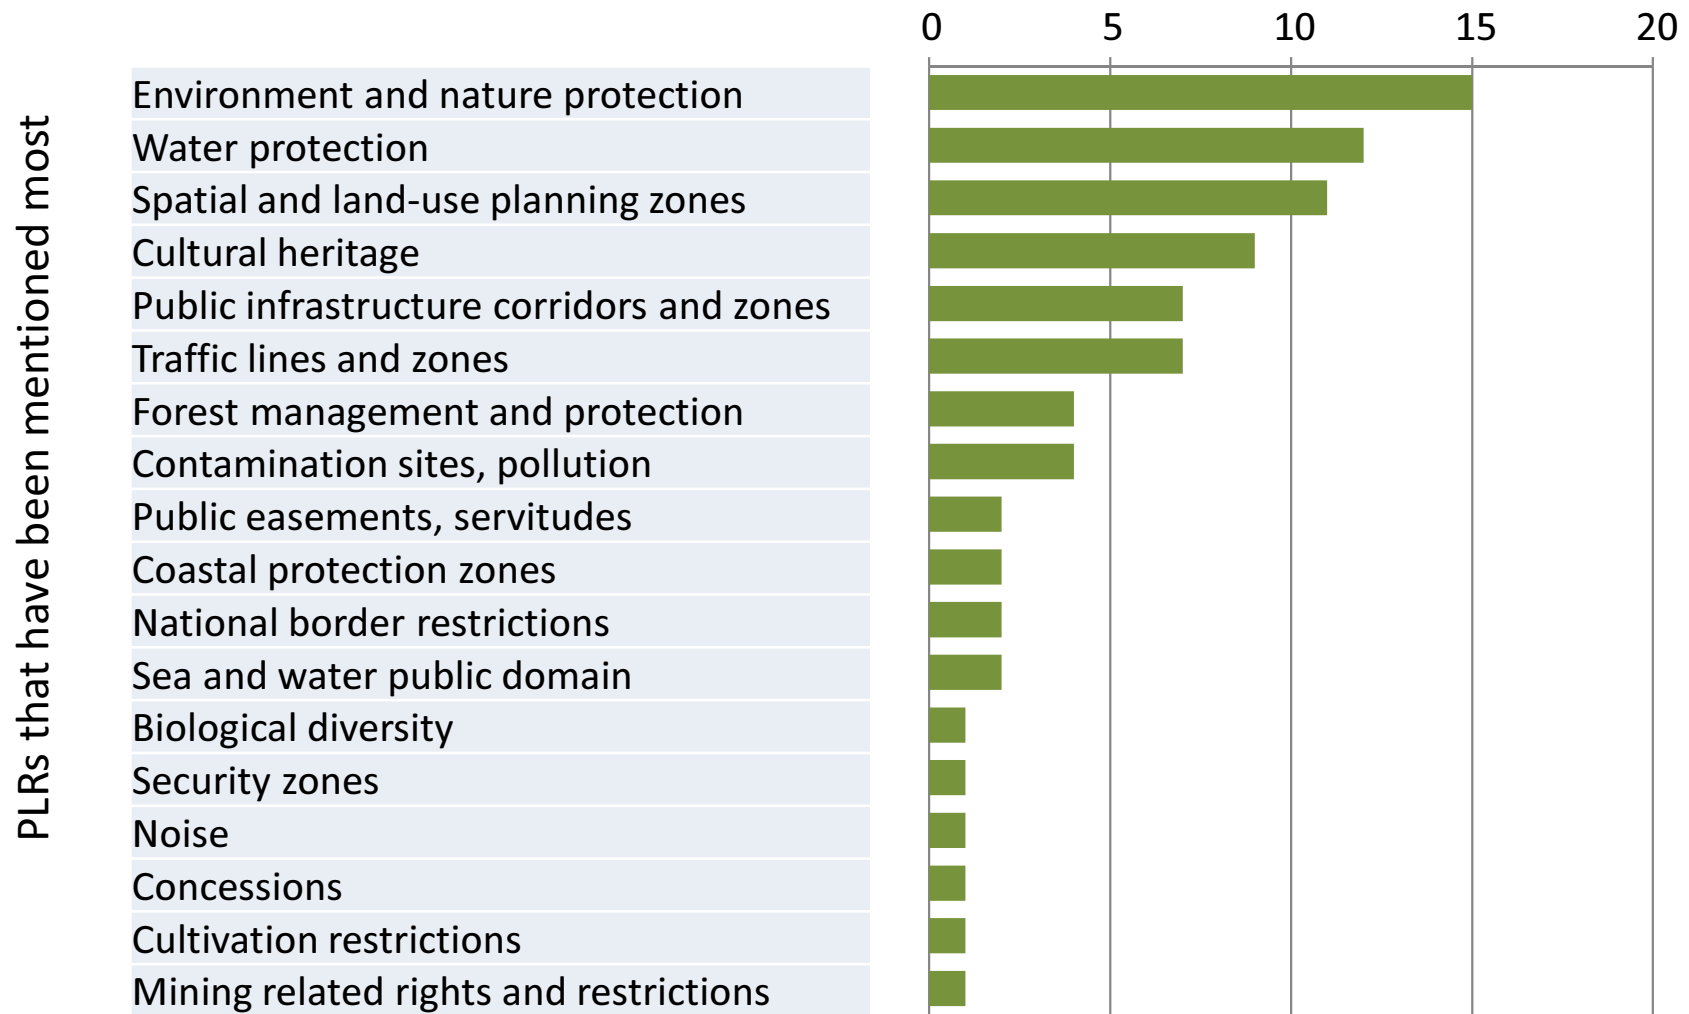 0 5 10 15 20
PLRs that have been mentioned most
Environment and nature protection
Water protection
Spatial and land-use planning zones
Cultural heritage
Public infrastructure corridors and zones
Traffic lines and zones
Forest management and protection
Contamination sites, pollution
Public easements, servitudes
Coastal protection zones
National border restrictions
Sea and water public domain
Biological diversity
Security zones
Noise
Concessions
Cultivation restrictions
Mining related rights and restrictions